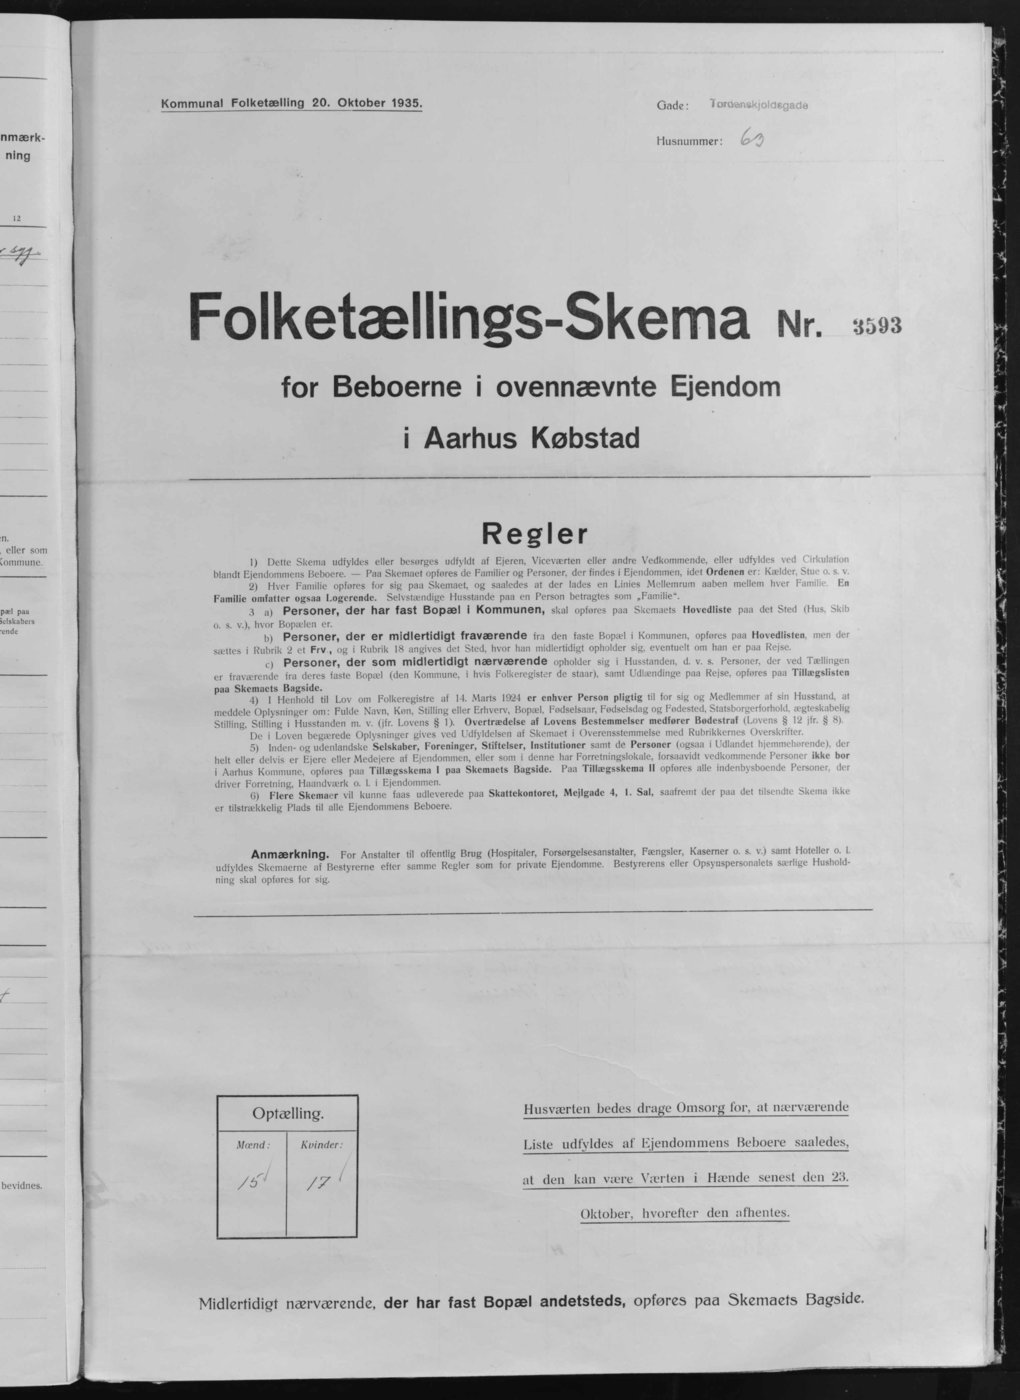 nmærk-
ning
12
n.
, eller som
Kommune.
pæl paa
Selskabers
rende
bevidnes.
Kommunal Folketælling 20. Oktober 1935.
Gade: Tordenskjoldsgade
Husnummer: 63
Folketællings-Skema Nr. 3593
for Beboerne i ovennævnte Ejendom
i Aarhus Købstad
Regler
1) Dette Skema udfyldes eller besørges udfyldt af Ejeren, Viceværten eller andre Vedkommende, eller udfyldes ved Cirkulation
blandt Ejendommens Beboere. — Paa Skemaet opføres de Familier og Personer, der findes i Ejendommen, idet Ordenen er: Kælder, Stue o. s. v.
2) Hver Familie opføres for sig paa Skemaet, og saaledes at der lades en Linies Mellemrum aaben mellem hver Familie. En
Familie omfatter ogsaa Logerende. Selvstændige Husstande paa en Person betragtes som „Familie“.
3 a) Personer, der har fast Bopæl i Kommunen, skal opføres paa Skemaets Hovedliste paa det Sted (Hus, Skib
o. s. v.), hvor Bopælen er.
b) Personer, der er midlertidigt fraværende fra den faste Bopæl i Kommunen, opføres paa Hovedlisten, men der
sættes i Rubrik 2 et Frv., og i Rubrik 18 angives det Sted, hvor han midlertidigt opholder sig, eventuelt om han er paa Rejse.
c) Personer, der som midlertidigt nærværende opholder sig i Husstanden, d. v. s. Personer, der ved Tællingen
er fraværende fra deres faste Bopæl (den Kommune, i hvis Folkeregister de staar), samt Udlændinge paa Rejse, opføres paa Tillægslisten
paa Skemaets Bagside.
4) I Henhold til Lov om Folkeregistre af 14. Marts 1924 er enhver Person pligtig til for sig og Medlemmer af sin Husstand, at
meddele Oplysninger om: Fulde Navn, Køn, Stilling eller Erhverv, Bopæl, Fødselsaar, Fødselsdag og Fødested, Statsborgerforhold, ægteskabelig
Stilling, Stilling i Husstanden m. v. (jfr. Lovens § 1). Overtrædelse af Lovens Bestemmelser medfører Bødestraf (Lovens § 12 jfr. § 8).
De i Loven begærede Oplysninger gives ved Udfyldelsen af Skemaet i Overensstemmelse med Rubrikkernes Overskrifter.
5) Inden- og udenlandske Selskaber, Foreninger, Stiftelser, Institutioner samt de Personer (ogsaa i Udlandet hjemmehørende), der
helt eller delvis er Ejere eller Medejere af Ejendommen, eller som i denne har Forretningslokale, forsaavidt vedkommende Personer ikke bor
i Aarhus Kommune, opføres paa Tillægsskema I paa Skemaets Bagside. Paa Tillægsskema II opføres alle indenbysboende Personer, der
driver Forretning, Haandværk o. l. i Ejendommen.
6) Flere Skemaer vil kunne faas udleverede paa Skattekontoret, Mejlgade 4, 1. Sal, saafremt der paa det tilsendte Skema ikke
er tilstrækkelig Plads til alle Ejendommens Beboere.
Anmærkning. For Anstalter til offentlig Brug (Hospitaler, Forsørgelsesanstalter, Fængsler, Kaserner o. s. v.) samt Hoteller o. l.
udfyldes Skemaerne af Bestyrerne efter samme Regler som for private Ejendomme. Bestyrerens eller Opsyuspersonalets særlige Hushold-
ning skal opføres for sig.
Optælling.
Mænd: Kvinder:
15 17
Husværten bedes drage Omsorg for, at nærværende
Liste udfyldes af Ejendommens Beboere saaledes,
at den kan være Værten i Hænde senest den 23.
Oktober, hvorefter den afhentes.
Midlertidigt nærværende, der har fast Bopæl andetsteds, opføres paa Skemaets Bagside.